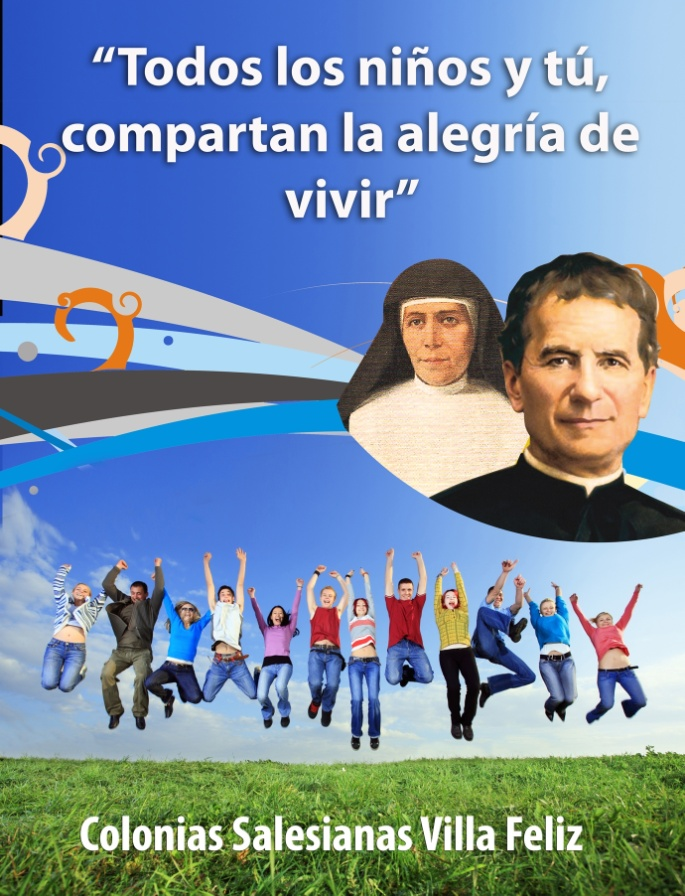 “Todos los niños y tú,
compartan la alegría de
vivir”
Colonias Salesianas Villa Feliz